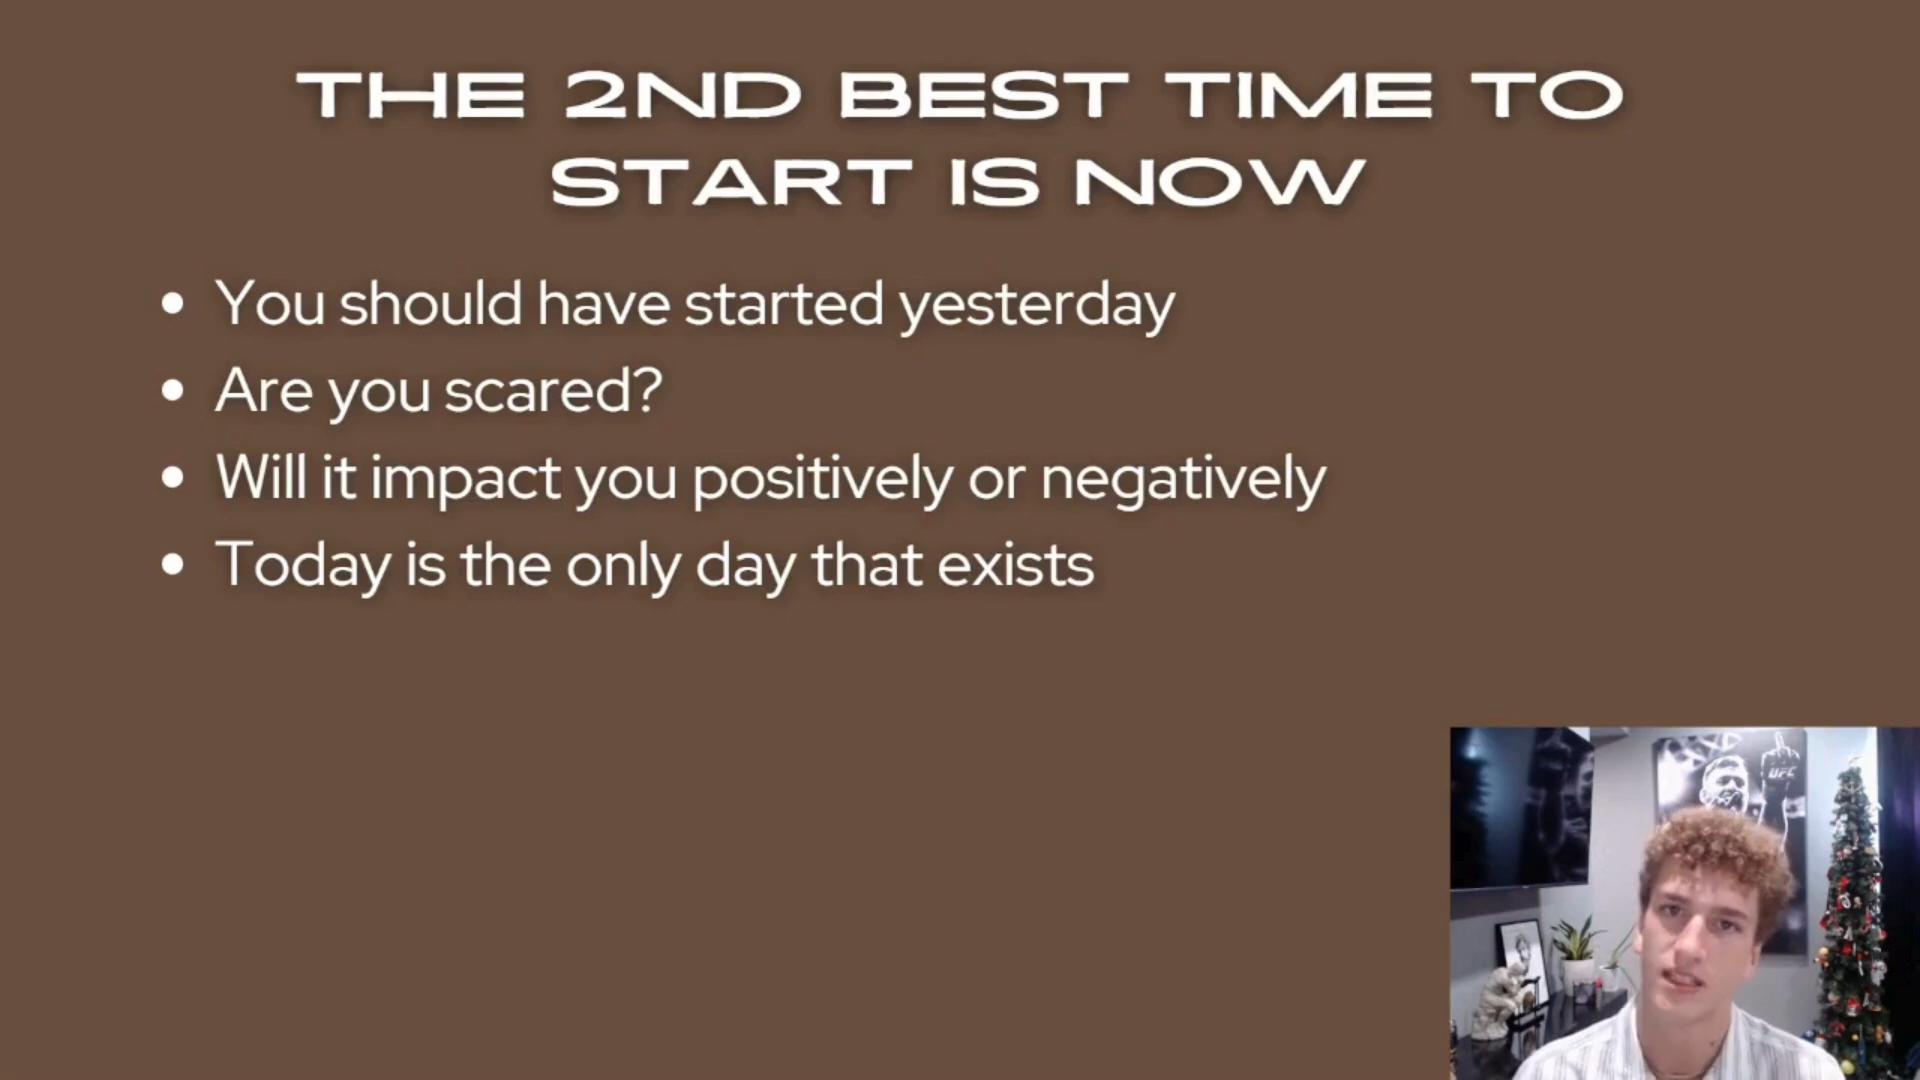 THE 2ND BEST TIME TO
START IS NOW
• You should have started yesterday
• Are you scared?
• Will it impact you positively or negatively
• Today is the only day that exists
UFC